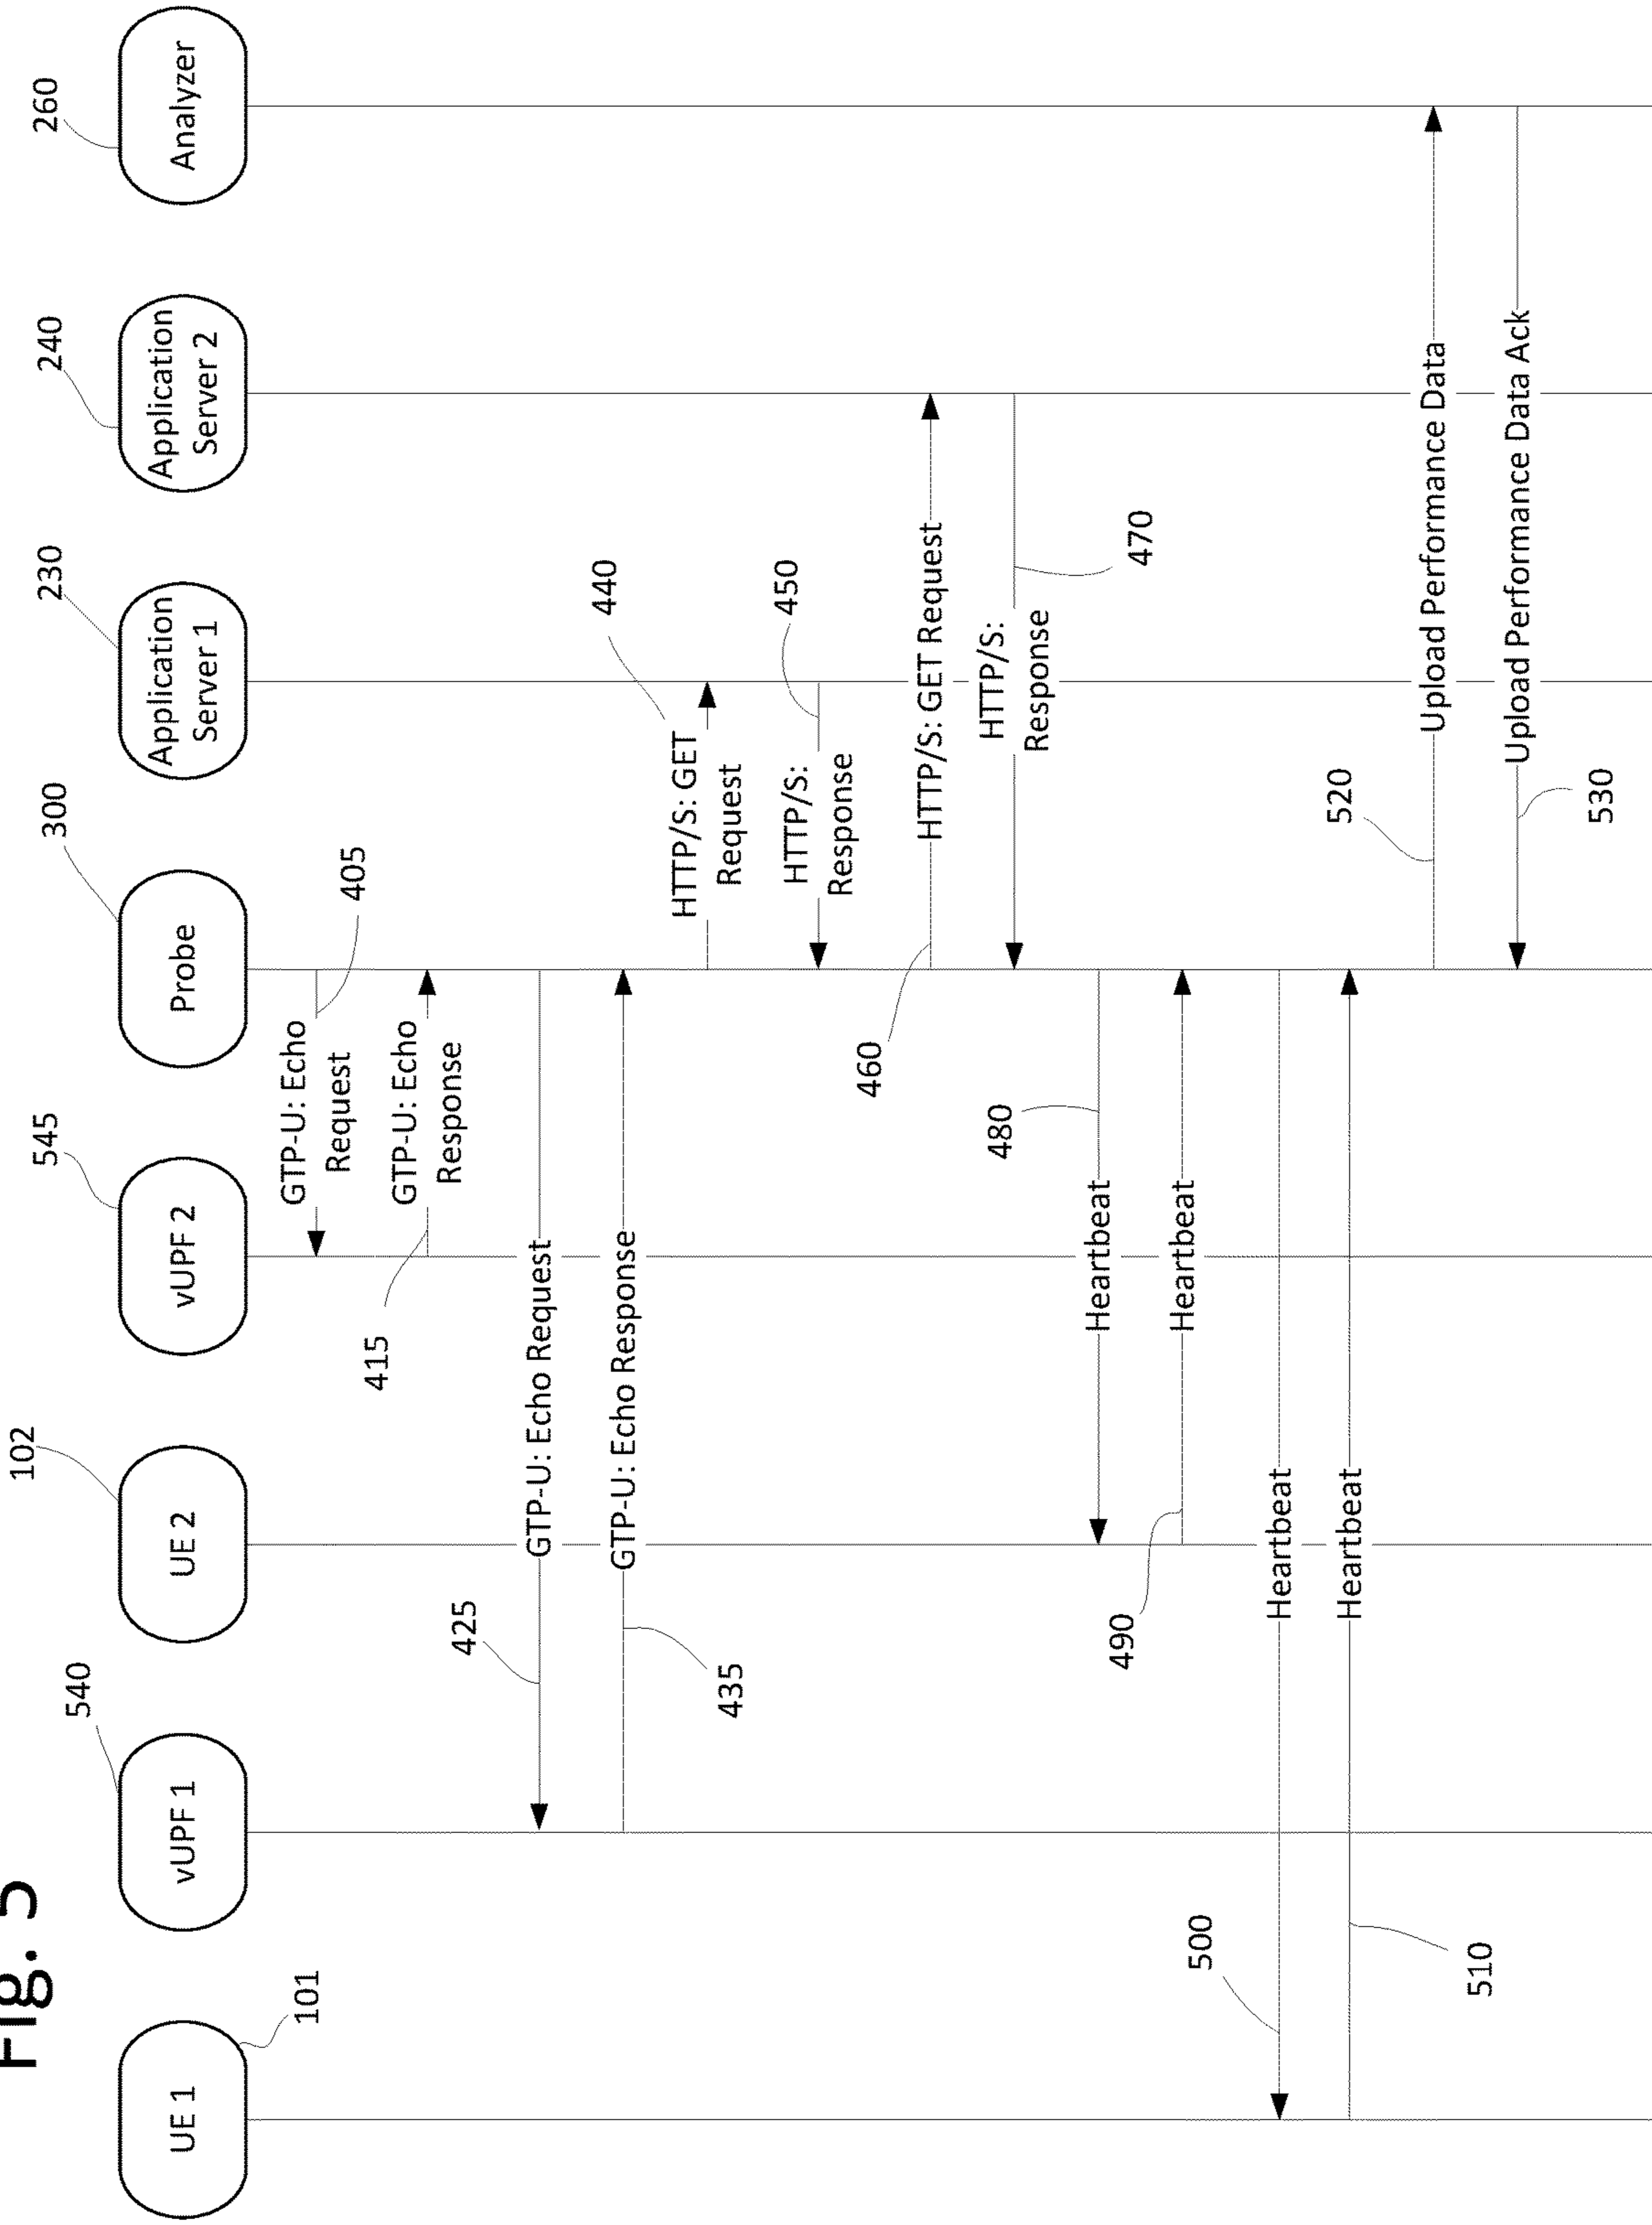 Fig. 5
UE 1
101
vUPF 1
540
UE 2
102
vUPF 2
545
Probe
300
Application
Server 1
230
Application
Server 2
240
Analyzer
260
GTP-U: Echo
Request
405
GTP-U: Echo
Response
415
GTP-U: Echo Request
425
GTP-U: Echo Response
435
HTTP/S: GET
Request
440
HTTP/S:
Response
450
HTTP/S: GET Request
460
HTTP/S:
Response
470
Heartbeat
480
Heartbeat
490
Heartbeat
500
Heartbeat
510
Upload Performance Data
520
Upload Performance Data Ack
530